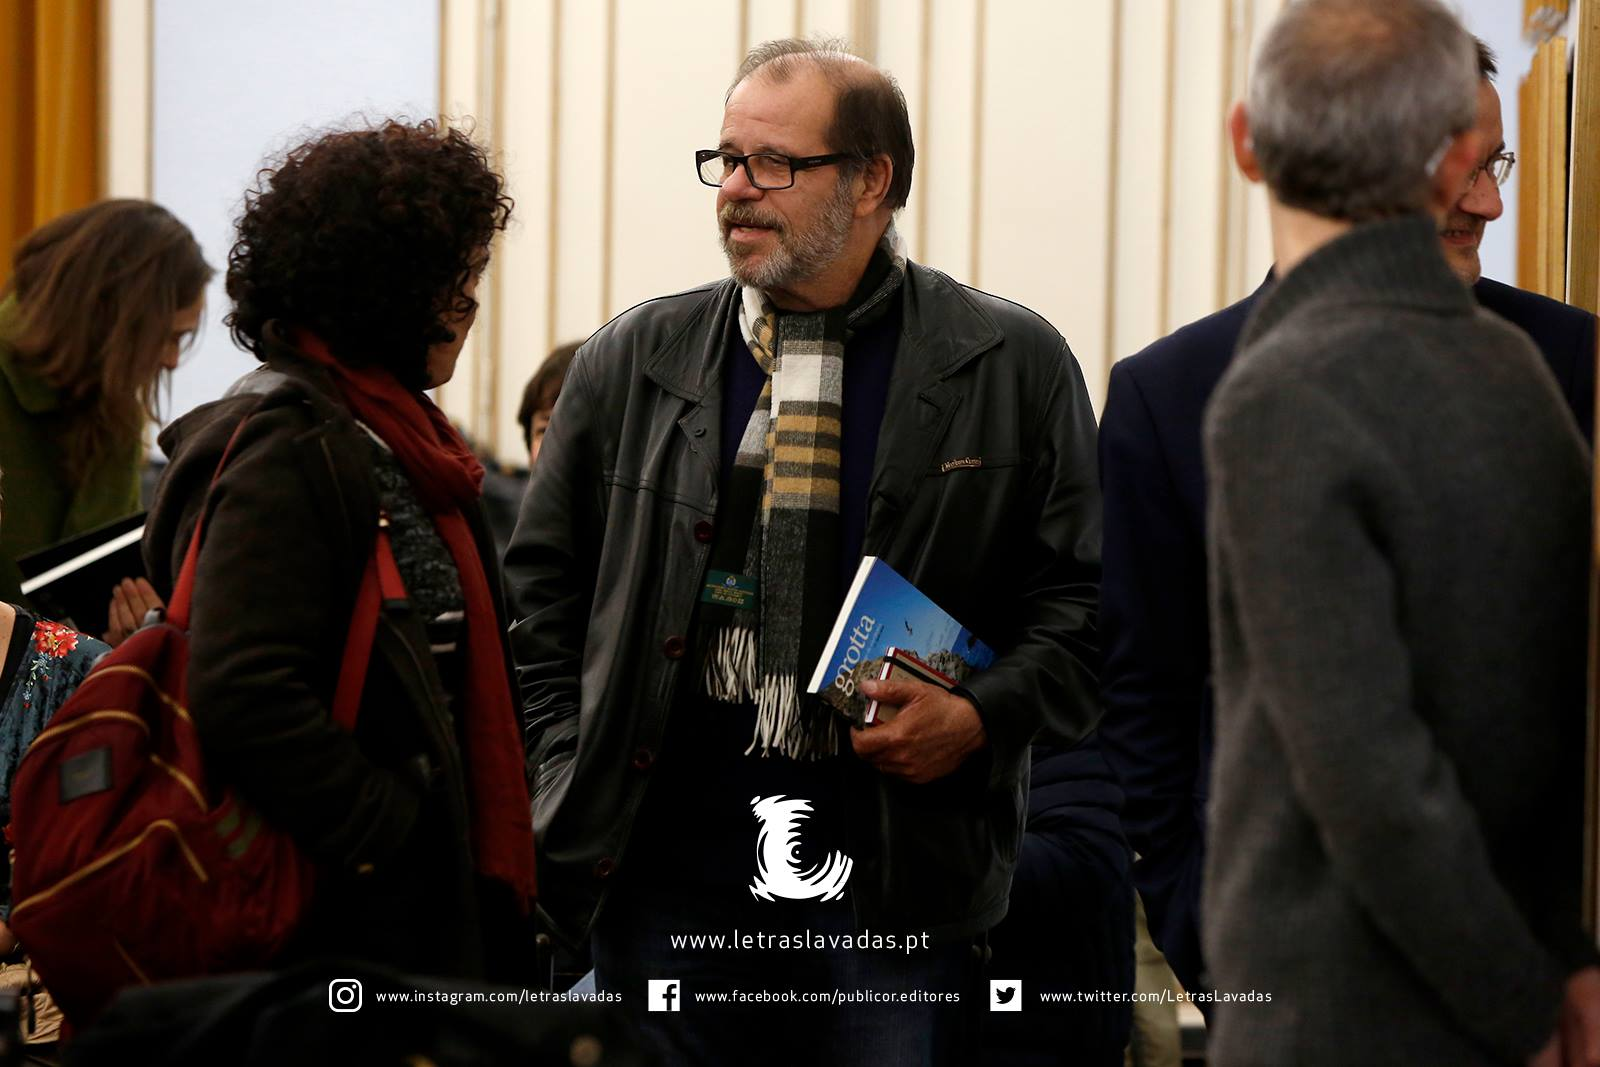 grotta
www.letraslavadas.pt
www.instagram.com/letraslavadas
www.facebook.com/publicor.editores
www.twitter.com/LetrasLavadas